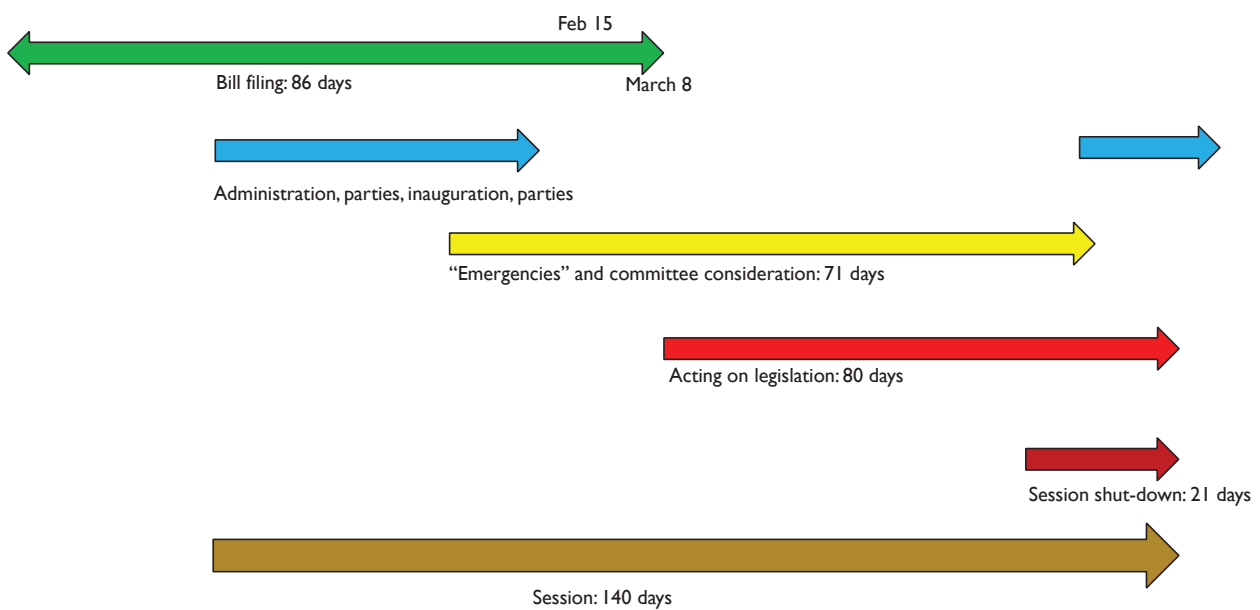 Feb 15
Bill filing: 86 days
March 8
Administration, parties, inauguration, parties
“Emergencies” and committee consideration: 71 days
Acting on legislation: 80 days
Session shut-down: 21 days
Session: 140 days